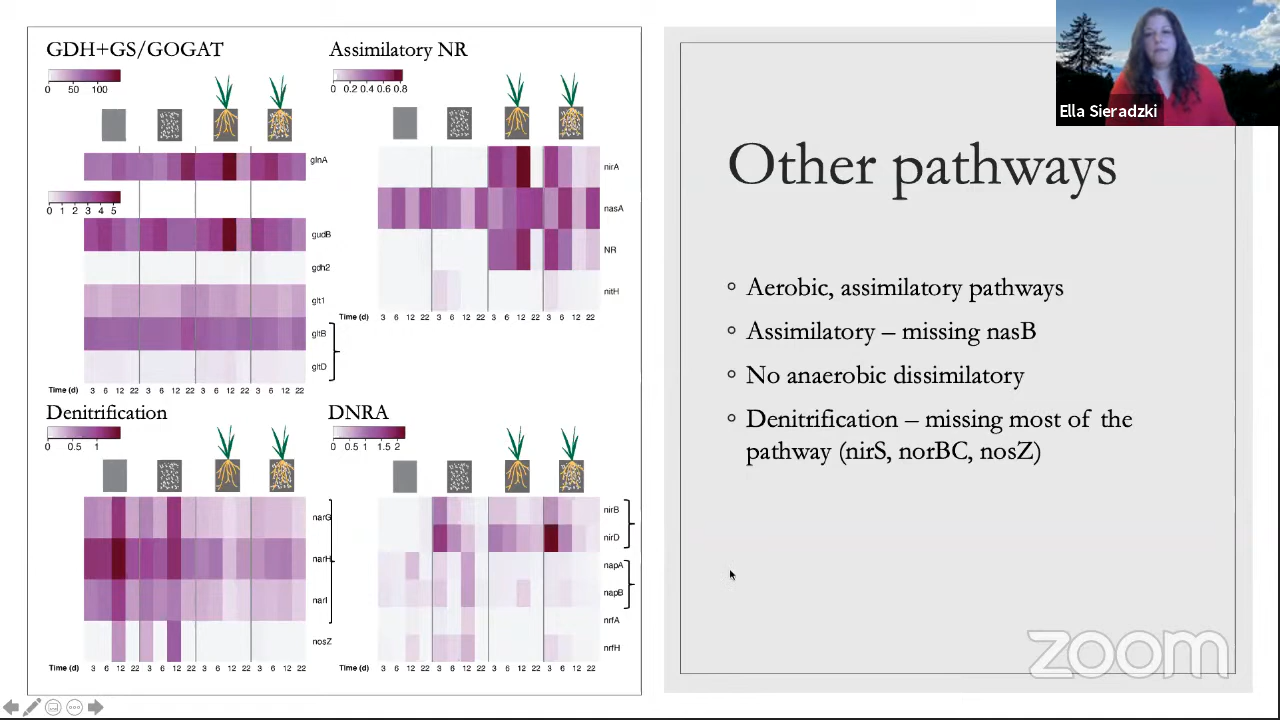 GDH+GS/GOGAT
0 50 100
glnA
0 1 2 3 4 5
gudB
gdh2
glt1
gltB
gltD
Time (d) 3 6 12 22 3 6 12 22 3 6 12 22 3 6 12 22
Assimilatory NR
0 0.2 0.4 0.6 0.8
nirA
nasA
NR
nitH
Time (d) 3 6 12 22 3 6 12 22 3 6 12 22 3 6 12 22
Denitrification
0 0.5 1
narG
narH
narI
nosZ
Time (d) 3 6 12 22 3 6 12 22 3 6 12 22 3 6 12 22
DNRA
0 0.5 1 1.5 2
nirB
nirD
napA
napB
nrfA
nrfH
Time (d) 3 6 12 22 3 6 12 22 3 6 12 22 3 6 12 22
Ella Sieradzki
Other pathways
Aerobic, assimilatory pathways
Assimilatory – missing nasB
No anaerobic dissimilatory
Denitrification – missing most of the
pathway (nirS, norBC, nosZ)
zoom